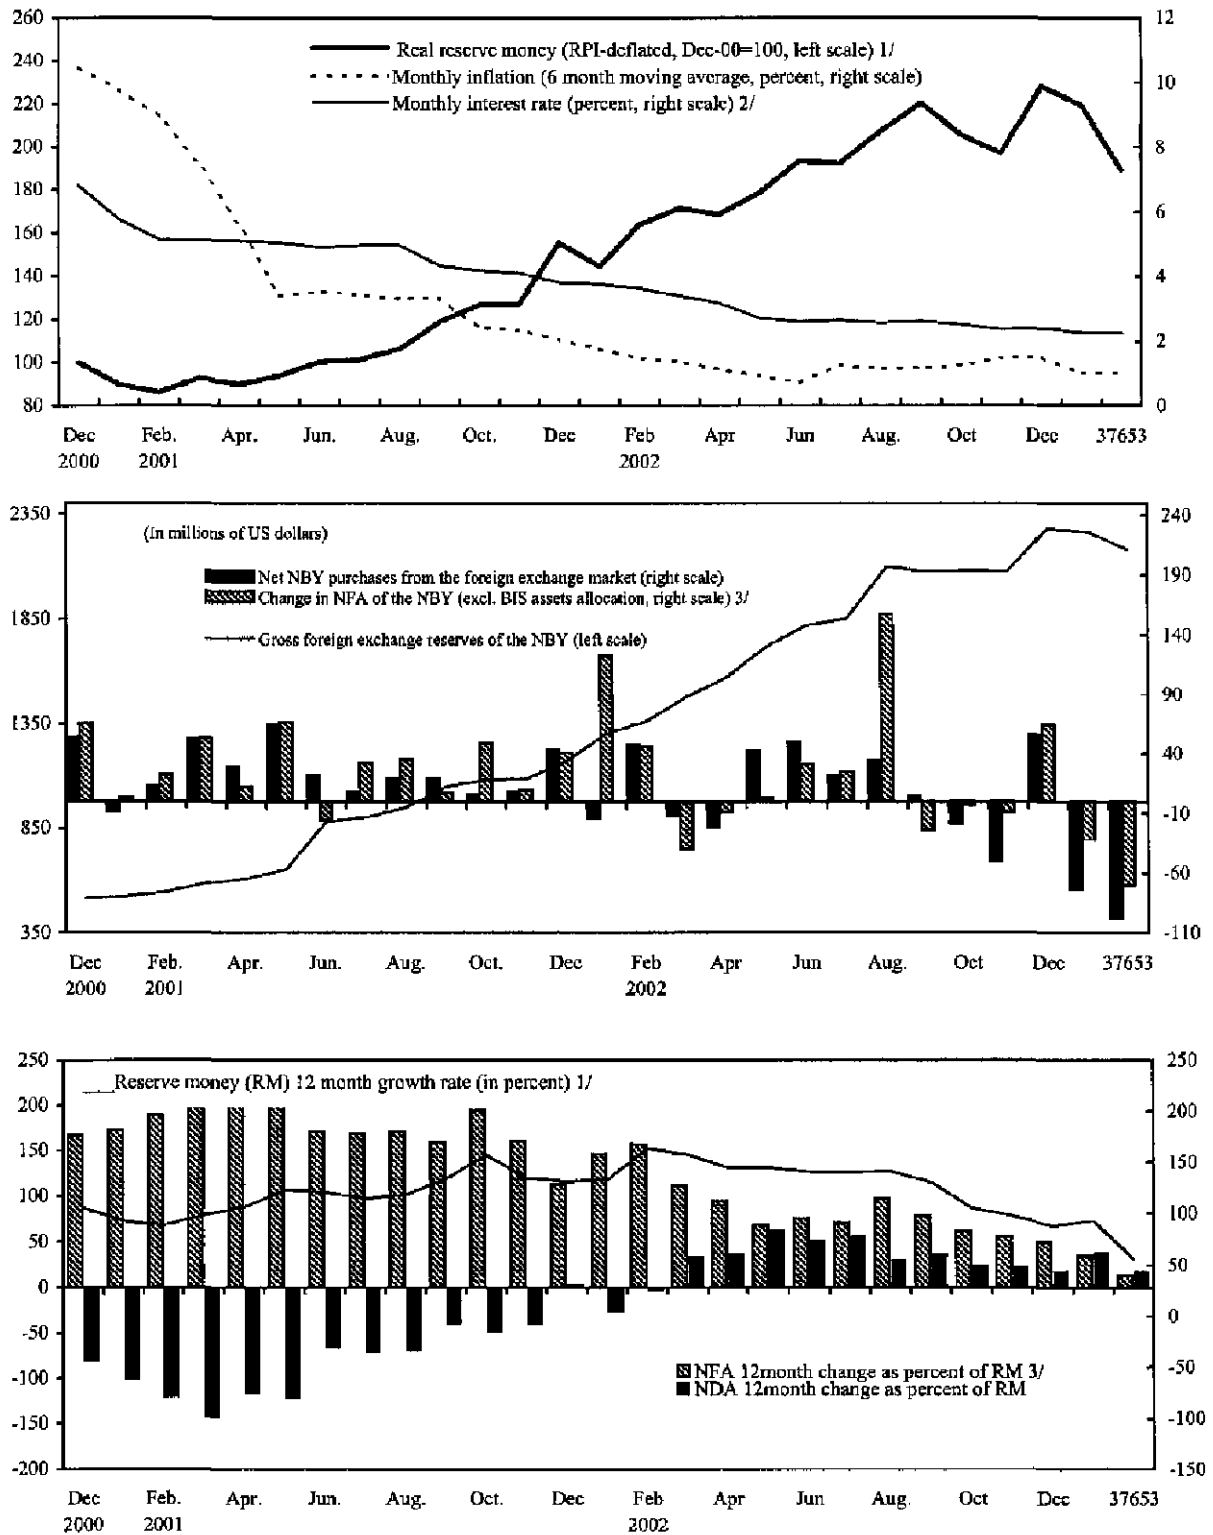 260 12
Real reserve money (RPI-deflated, Dec-00=100, left scale) 1/
240
Monthly inflation (6 month moving average, percent, right scale)
220 10
Monthly interest rate (percent, right scale) 2/
200 8
180
160 6
140 4
120
100 2
80 0
Dec Feb. Apr. Jun. Aug. Oct. Dec Feb Apr Jun Aug. Oct Dec 37653
2000 2001 2002
2350 240
(In millions of US dollars)
Net NBY purchases from the foreign exchange market (right scale)
190
Change in NFA of the NBY (excl. BIS assets allocation, right scale) 3/
1850 140
Gross foreign exchange reserves of the NBY (left scale)
90
1350 40
850 -10
-60
350 -110
Dec Feb. Apr. Jun. Aug. Oct. Dec Feb Apr Jun Aug. Oct Dec 37653
2000 2001 2002
250 250
Reserve money (RM) 12 month growth rate (in percent) 1/
200 200
150 150
100 100
50 50
0 0
-50 -50
NFA 12month change as percent of RM 3/
NDA 12month change as percent of RM
-100 -100
-150
-200 -150
Dec Feb. Apr. Jun. Aug. Oct. Dec Feb Apr Jun Aug. Oct Dec 37653
2000 2001 2002